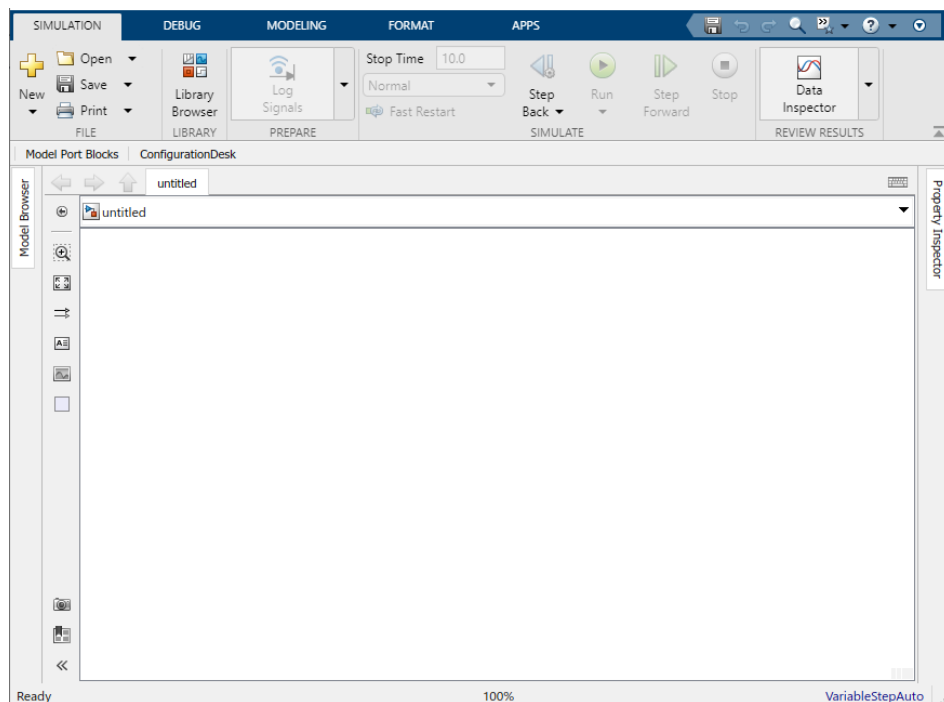 SIMULATION DEBUG MODELING FORMAT APPS
New
Open
Save
Print
FILE
Library
Browser
LIBRARY
Log
Signals
PREPARE
Stop Time 10.0
Normal
Fast Restart
Step
Back
Run
Step
Forward
Stop
SIMULATE
Data
Inspector
REVIEW RESULTS
Model Port Blocks ConfigurationDesk
Model Browser
untitled
untitled
Property Inspector
Ready 100% VariableStepAuto